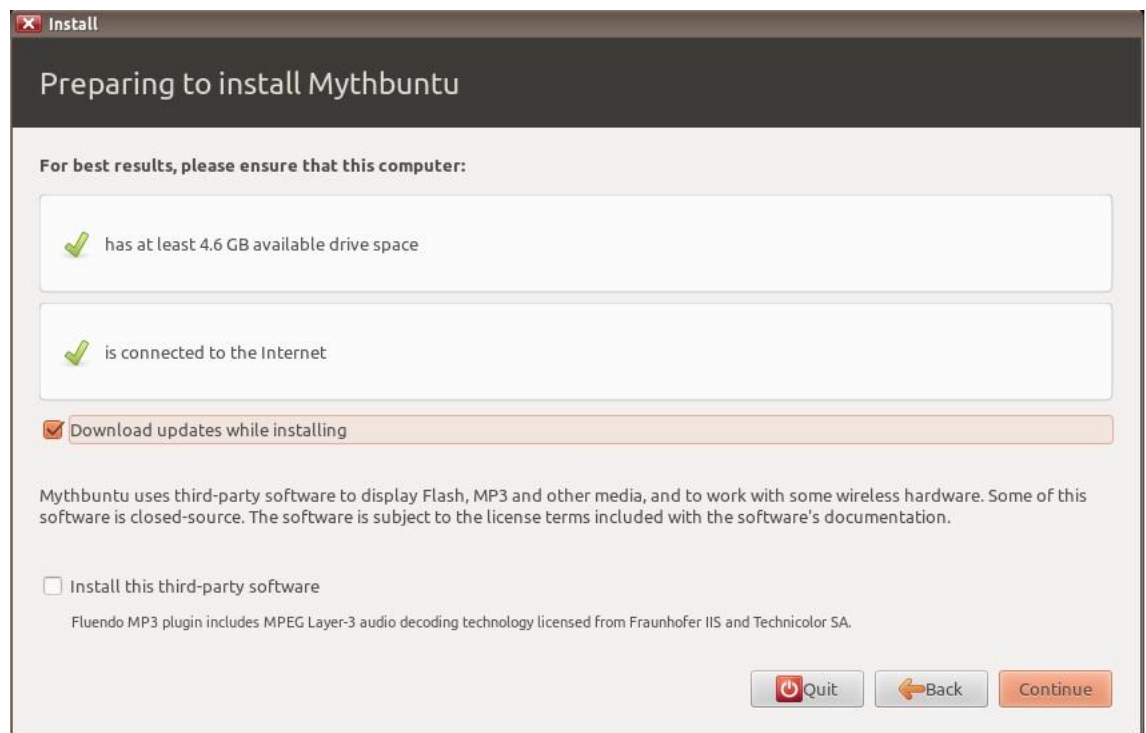 Install
Preparing to install Mythbuntu
For best results, please ensure that this computer:
has at least 4.6 GB available drive space
is connected to the Internet
Download updates while installing
Mythbuntu uses third-party software to display Flash, MP3 and other media, and to work with some wireless hardware. Some of this
software is closed-source. The software is subject to the license terms included with the software's documentation.
Install this third-party software
Fluendo MP3 plugin includes MPEG Layer-3 audio decoding technology licensed from Fraunhofer IIS and Technicolor SA.
Quit Back Continue